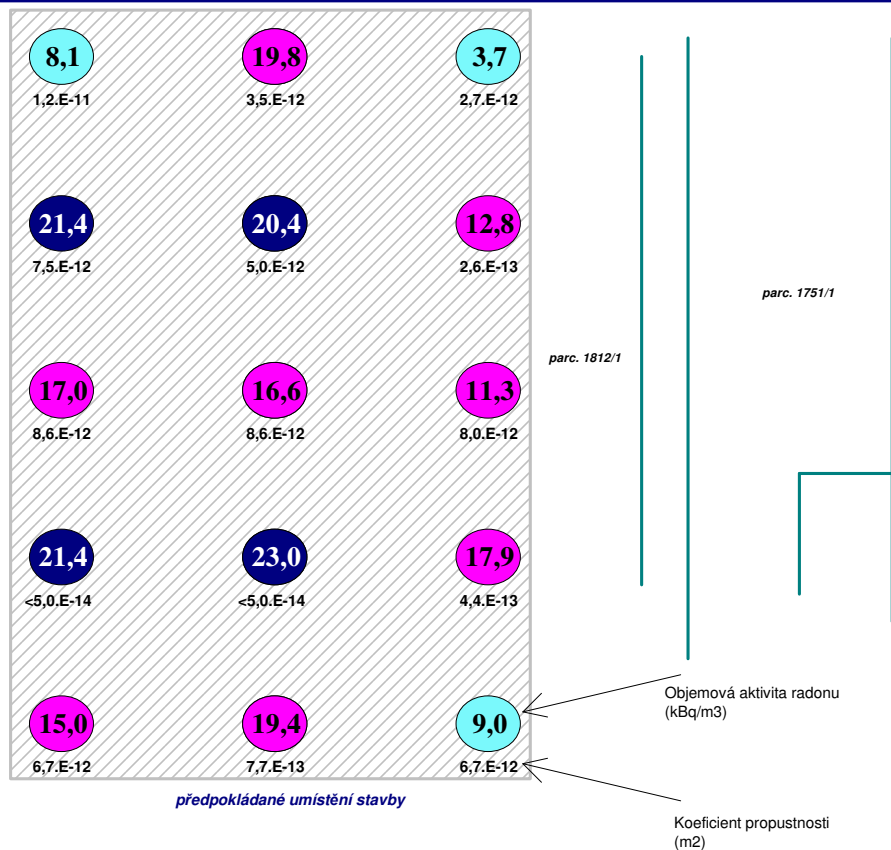 8,1 19,8 3,7
1,2.E-11 3,5.E-12 2,7.E-12
21,4 20,4 12,8
7,5.E-12 5,0.E-12 2,6.E-13
parc. 1751/1
parc. 1812/1
17,0 16,6 11,3
8,6.E-12 8,6.E-12 8,0.E-12
21,4 23,0 17,9
<5,0.E-14 <5,0.E-14 4,4.E-13
Objemová aktivita radonu
(kBq/m3)
15,0 19,4 9,0
6,7.E-12 7,7.E-13 6,7.E-12
předpokládané umístění stavby
Koeficient propustnosti
(m2)